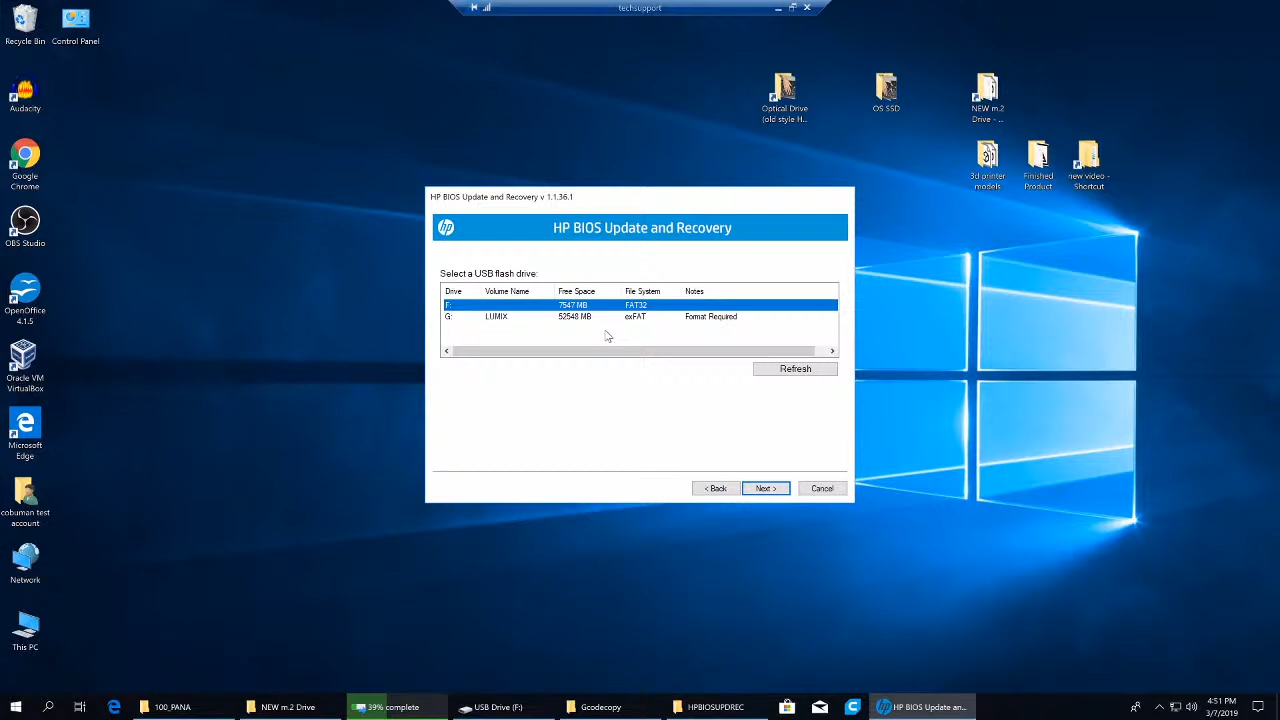 techsupport
Recycle Bin
Control Panel
Audacity
Google
Chrome
OBS Studio
OpenOffice
4.1.5
Oracle VM
VirtualBox
Microsoft
Edge
cobuman test
account
Network
This PC
Optical Drive
(old style H...
OS SSD
NEW m.2
Drive - ...
3d printer
models
Finished
Product
new video -
Shortcut
HP BIOS Update and Recovery v 1.1.36.1
hp
HP BIOS Update and Recovery
Select a USB flash drive:
Drive Volume Name Free Space File System Notes
F: 7547 MB FAT32
G: LUMIX 52548 MB exFAT Format Required
Refresh
< Back Next > Cancel
100_PANA
NEW m.2 Drive
39% complete
USB Drive (F:)
Gcodecopy
HPBIOSUPDREC
HP BIOS Update an...
4:51 PM
3/7/2019